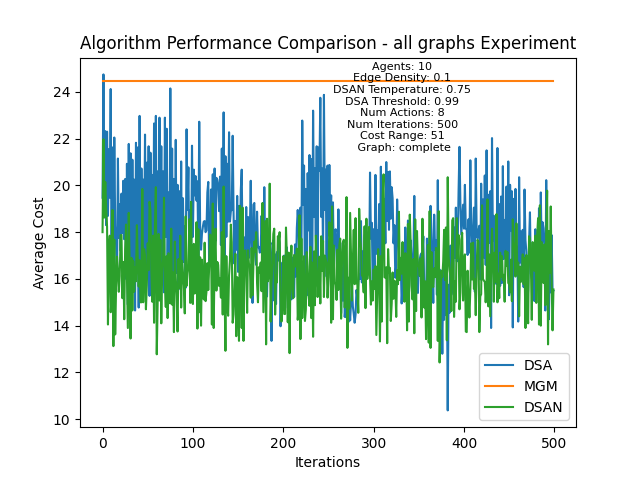 Algorithm Performance Comparison - all graphs Experiment
Agents: 10
Edge Density: 0.1
DSAN Temperature: 0.75
DSA Threshold: 0.99
Num Actions: 8
Num Iterations: 500
Cost Range: 51
Graph: complete
24
22
20
18
16
14
12
10
Average Cost
0
100
200
300
400
500
Iterations
DSA
MGM
DSAN